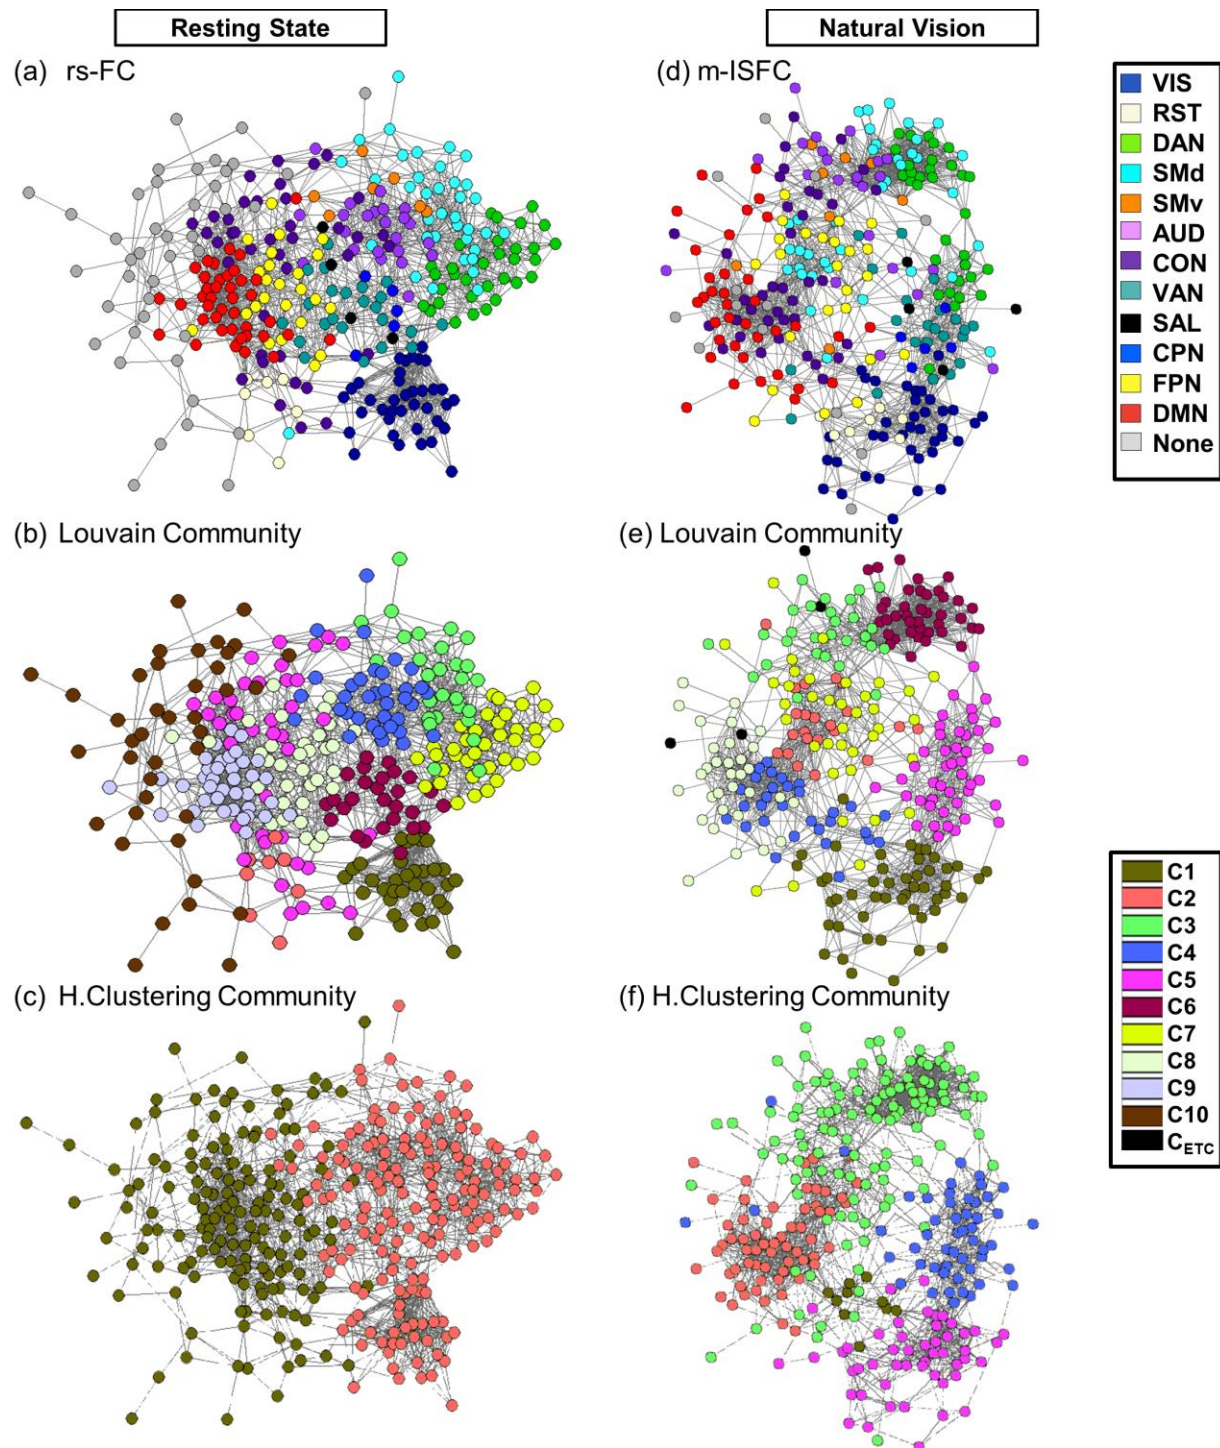 Resting State
Natural Vision
(a) rs-FC
(d) m-ISFC
VIS
RST
DAN
SMd
SMv
AUD
CON
VAN
SAL
CPN
FPN
DMN
None
(b) Louvain Community
(e) Louvain Community
C1
C2
C3
C4
C5
C6
C7
C8
C9
C10
CETC
(c) H.Clustering Community
(f) H.Clustering Community